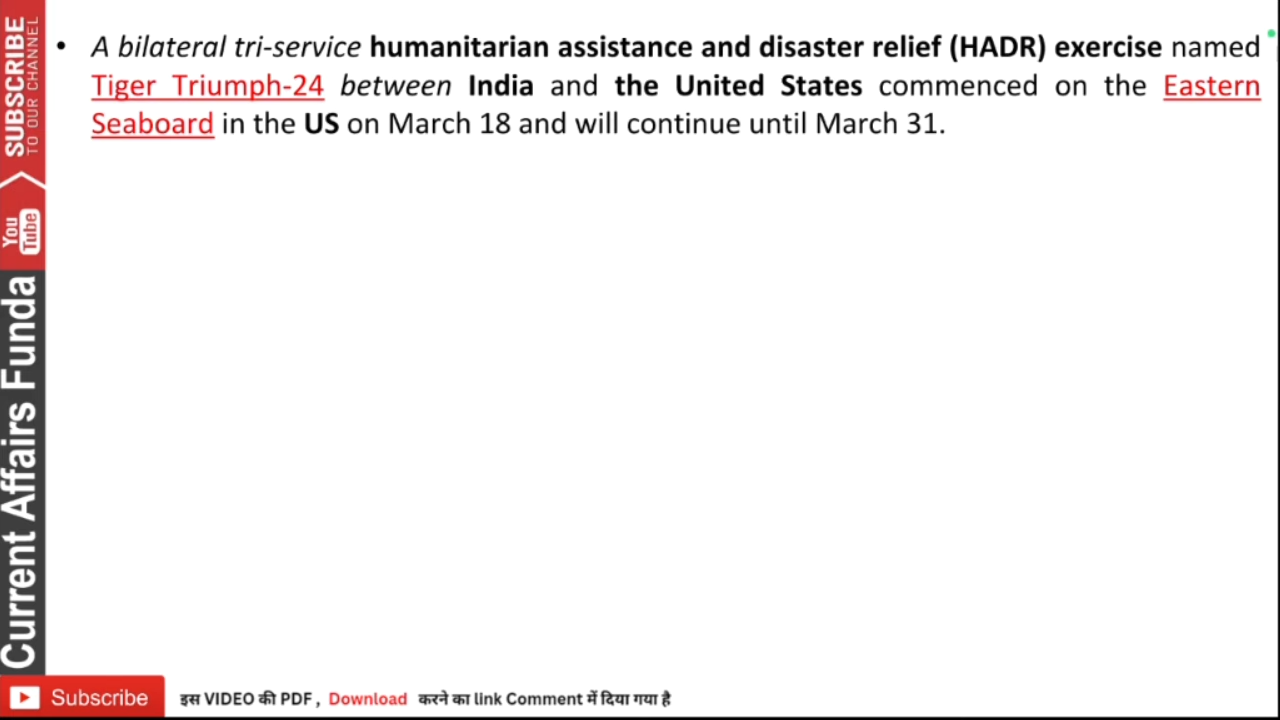 • A bilateral tri-service humanitarian assistance and disaster relief (HADR) exercise named
Tiger Triumph-24 between India and the United States commenced on the Eastern
Seaboard in the US on March 18 and will continue until March 31.
SUBSCRIBE
TO OUR CHANNEL
You
Tube
Current Affairs Funda
Subscribe
इस VIDEO की PDF , Download करने का link Comment में दिया गया है